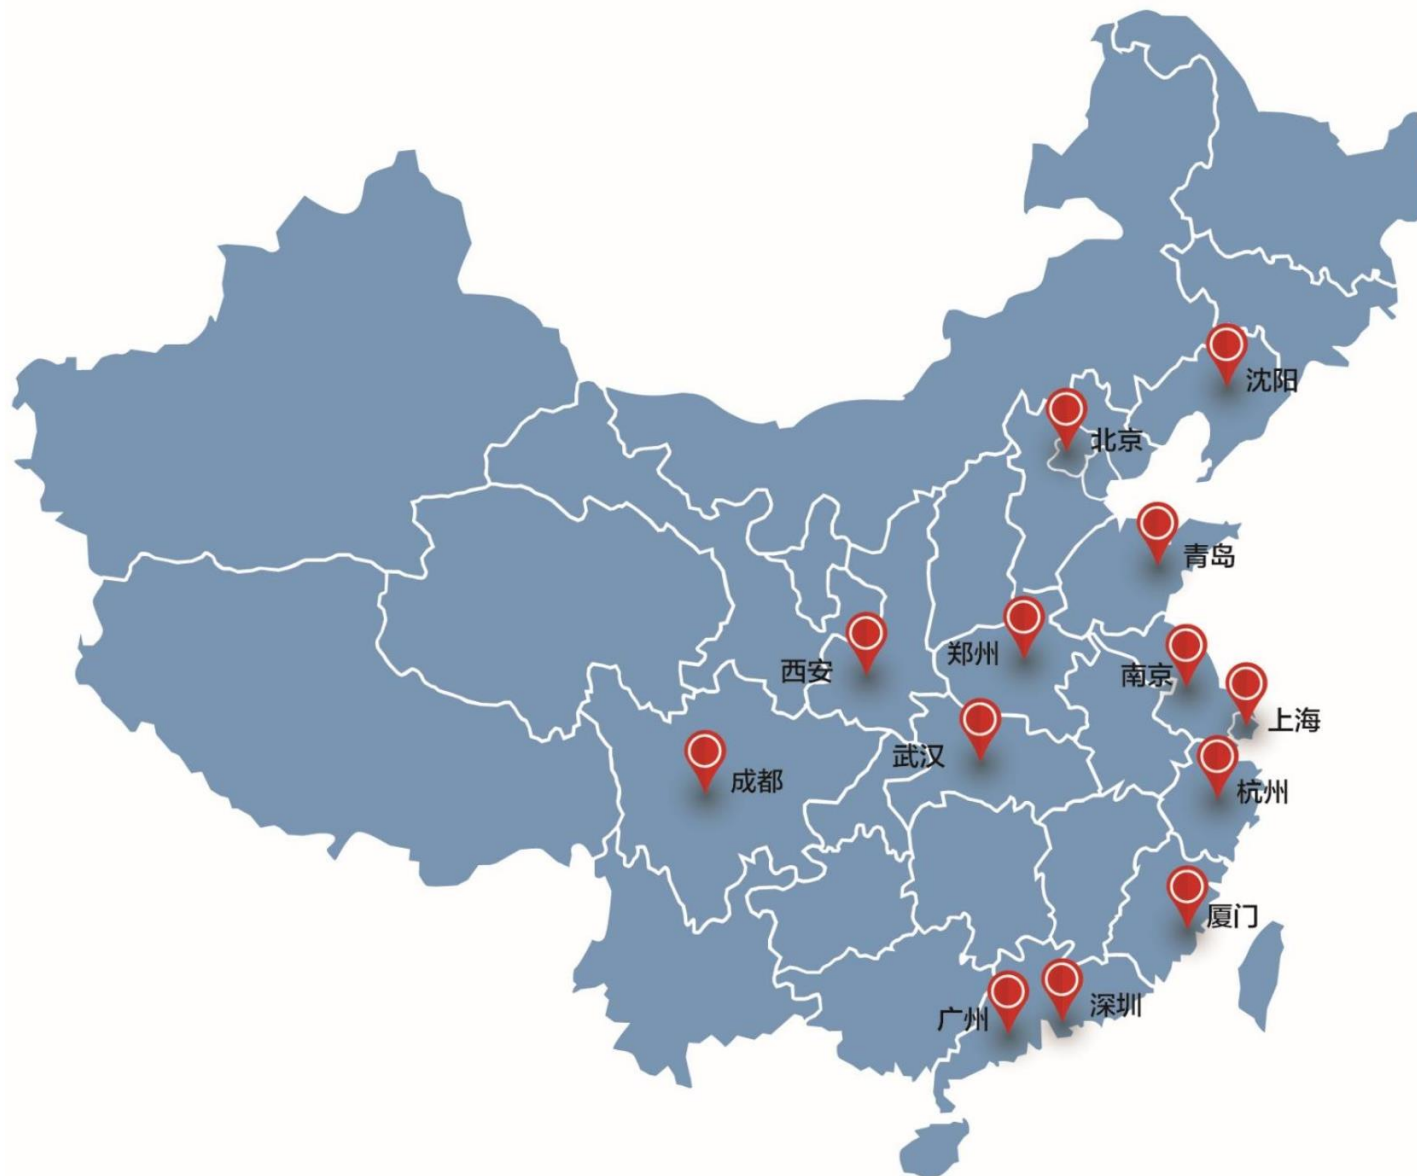 沈阳
北京
青岛
郑州
西安
南京
上海
武汉
成都
杭州
厦门
深圳
广州